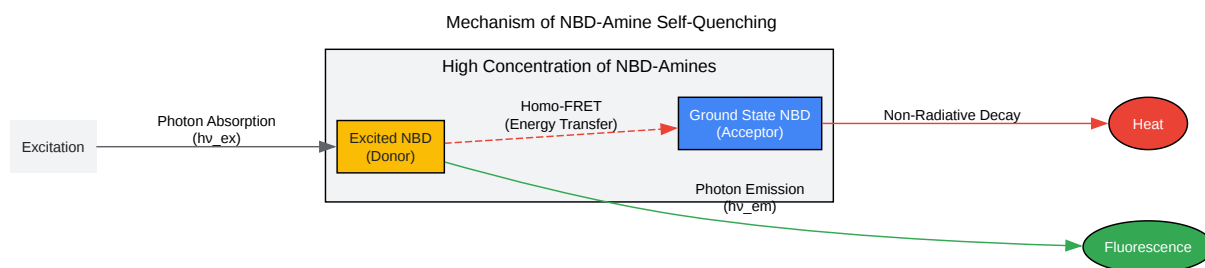 Mechanism of NBD-Amine Self-Quenching
High Concentration of NBD-Amines
Excitation
Photon Absorption
(hν_ex)
Excited NBD
(Donor)
Homo-FRET
(Energy Transfer)
Ground State NBD
(Acceptor)
Non-Radiative Decay
Heat
Photon Emission
(hν_em)
Fluorescence